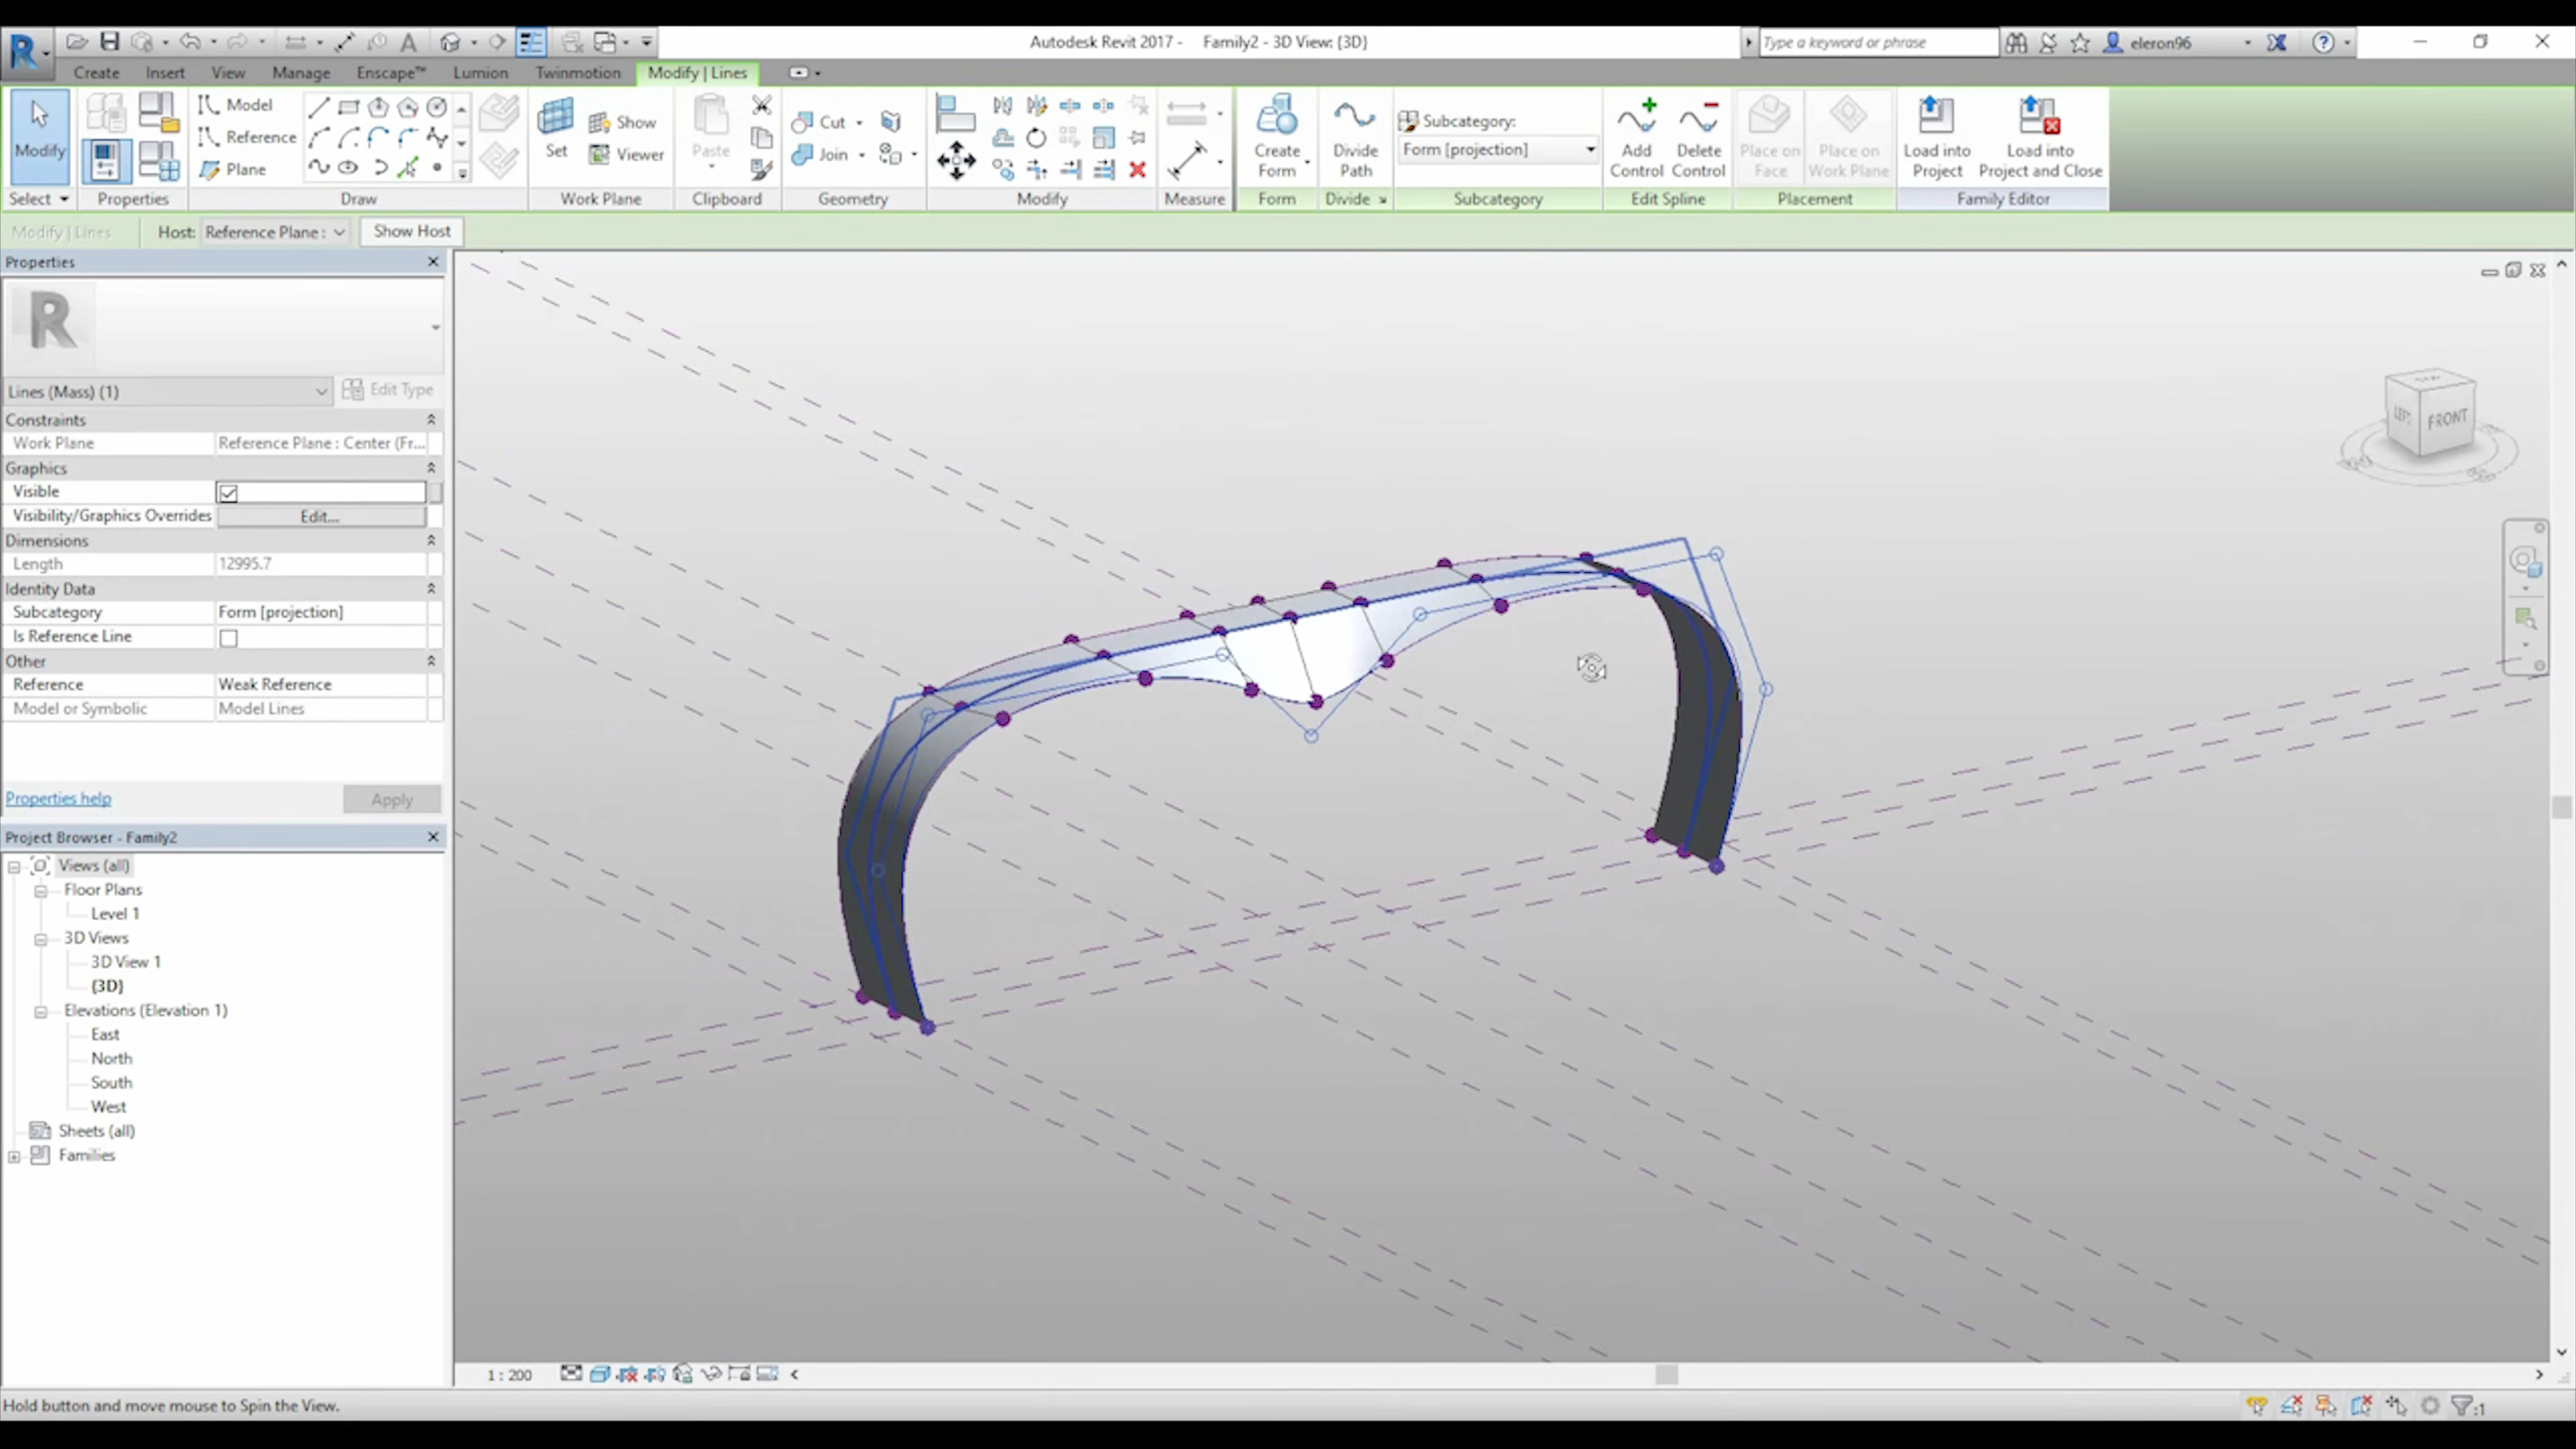 Autodesk Revit 2017 - Family2 - 3D View: {3D}
Type a keyword or phrase
eleron96
Create Insert View Manage Enscape™ Lumion Twinmotion Modify | Lines
Modify
Model
Reference
Plane
Set
Show
Viewer
Paste
Cut
Join
Create Form
Divide Path
Subcategory:
Form [projection]
Add Control
Delete Control
Place on Face
Place on Work Plane
Load into Project
Load into Project and Close
Select Properties Draw Work Plane Clipboard Geometry Modify Measure Form Divide Subcategory Edit Spline Placement Family Editor
Modify | Lines Host: Reference Plane : Show Host
Properties
R
Lines (Mass) (1) Edit Type
Constraints
Work Plane Reference Plane : Center (Fr...
Graphics
Visible
Visibility/Graphics Overrides Edit...
Dimensions
Length 12995.7
Identity Data
Subcategory Form [projection]
Is Reference Line
Other
Reference Weak Reference
Model or Symbolic Model Lines
Properties help Apply
Project Browser - Family2
Views (all)
Floor Plans
Level 1
3D Views
3D View 1
{3D}
Elevations (Elevation 1)
East
North
South
West
Sheets (all)
Families
LEFT FRONT
1 : 200
Hold button and move mouse to Spin the View.
:1